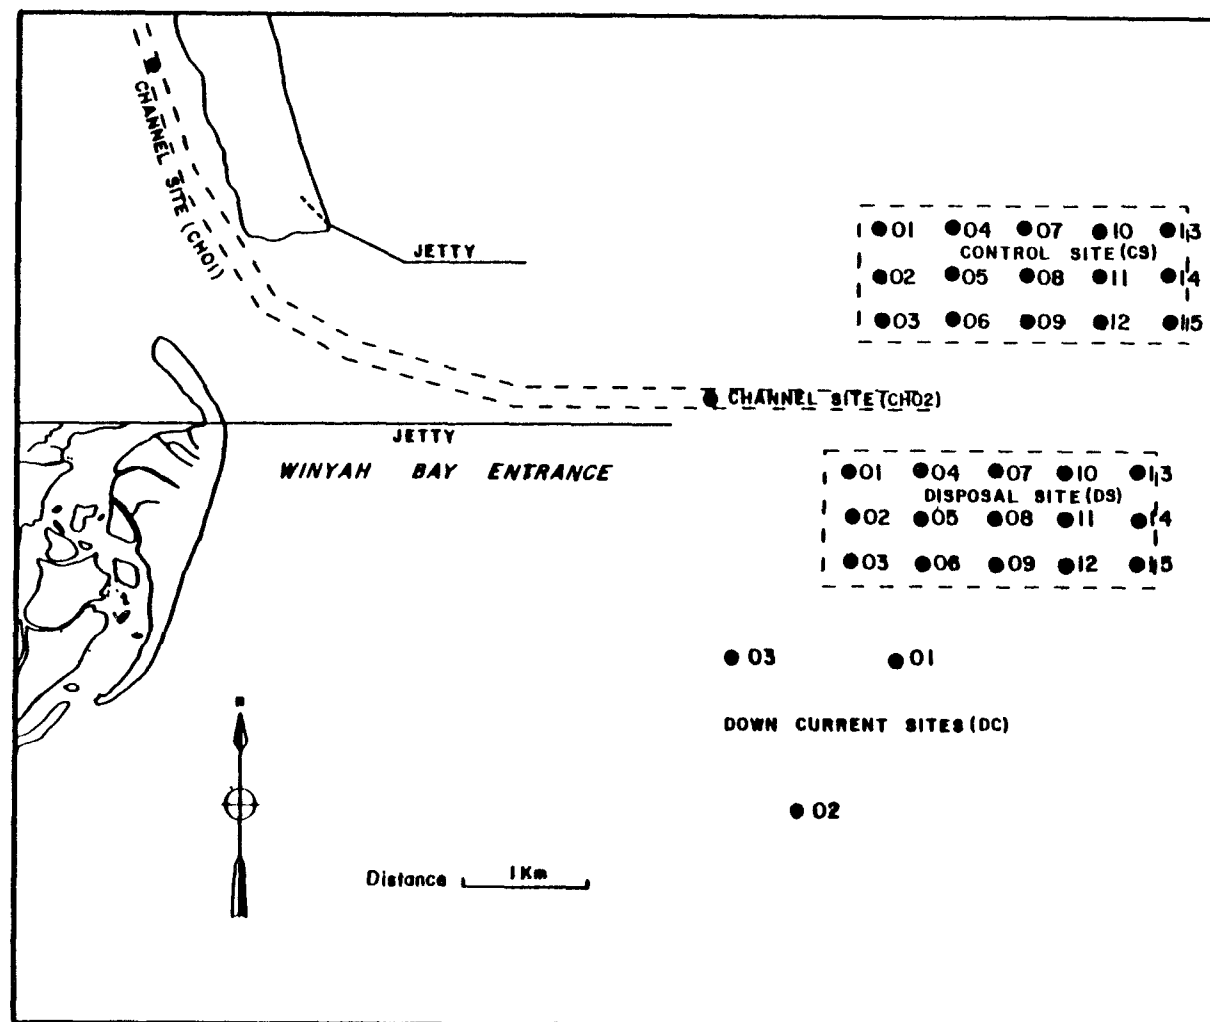 CHANNEL SITE (CH01)
JETTY
01 04 07 10 13
CONTROL SITE (CS)
02 05 08 11 14
03 06 09 12 15
CHANNEL SITE (CH02)
JETTY
WINYAH BAY ENTRANCE
01 04 07 10 13
DISPOSAL SITE (DS)
02 05 08 11 14
03 06 09 12 15
03 01
DOWN CURRENT SITES (DC)
02
Distance 1 Km